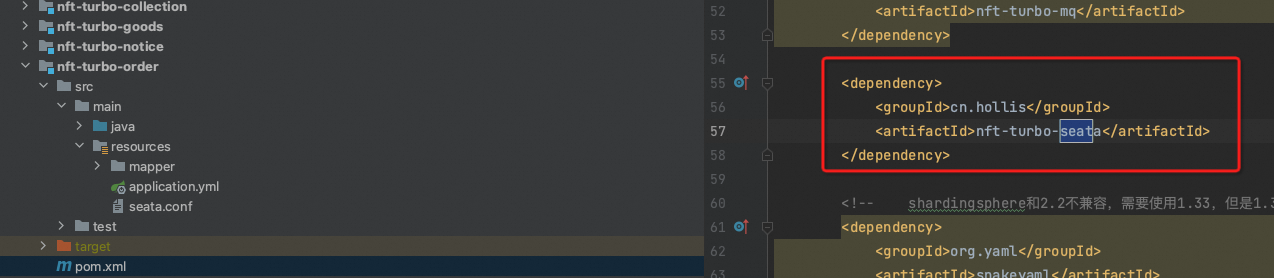 nft-turbo-collection
nft-turbo-goods
nft-turbo-notice
nft-turbo-order
src
main
java
resources
mapper
application.yml
seata.conf
test
target
pom.xml
52 <artifactId>nft-turbo-mq</artifactId>
53 </dependency>
54
55 <dependency>
56 <groupId>cn.hollis</groupId>
57 <artifactId>nft-turbo-seata</artifactId>
58 </dependency>
59
60 <!-- shardingsphere和2.2不兼容，需要使用1.33，但是1.3
61 <dependency>
62 <groupId>org.yaml</groupId>
63 <artifactId>snakeyaml</artifactId>